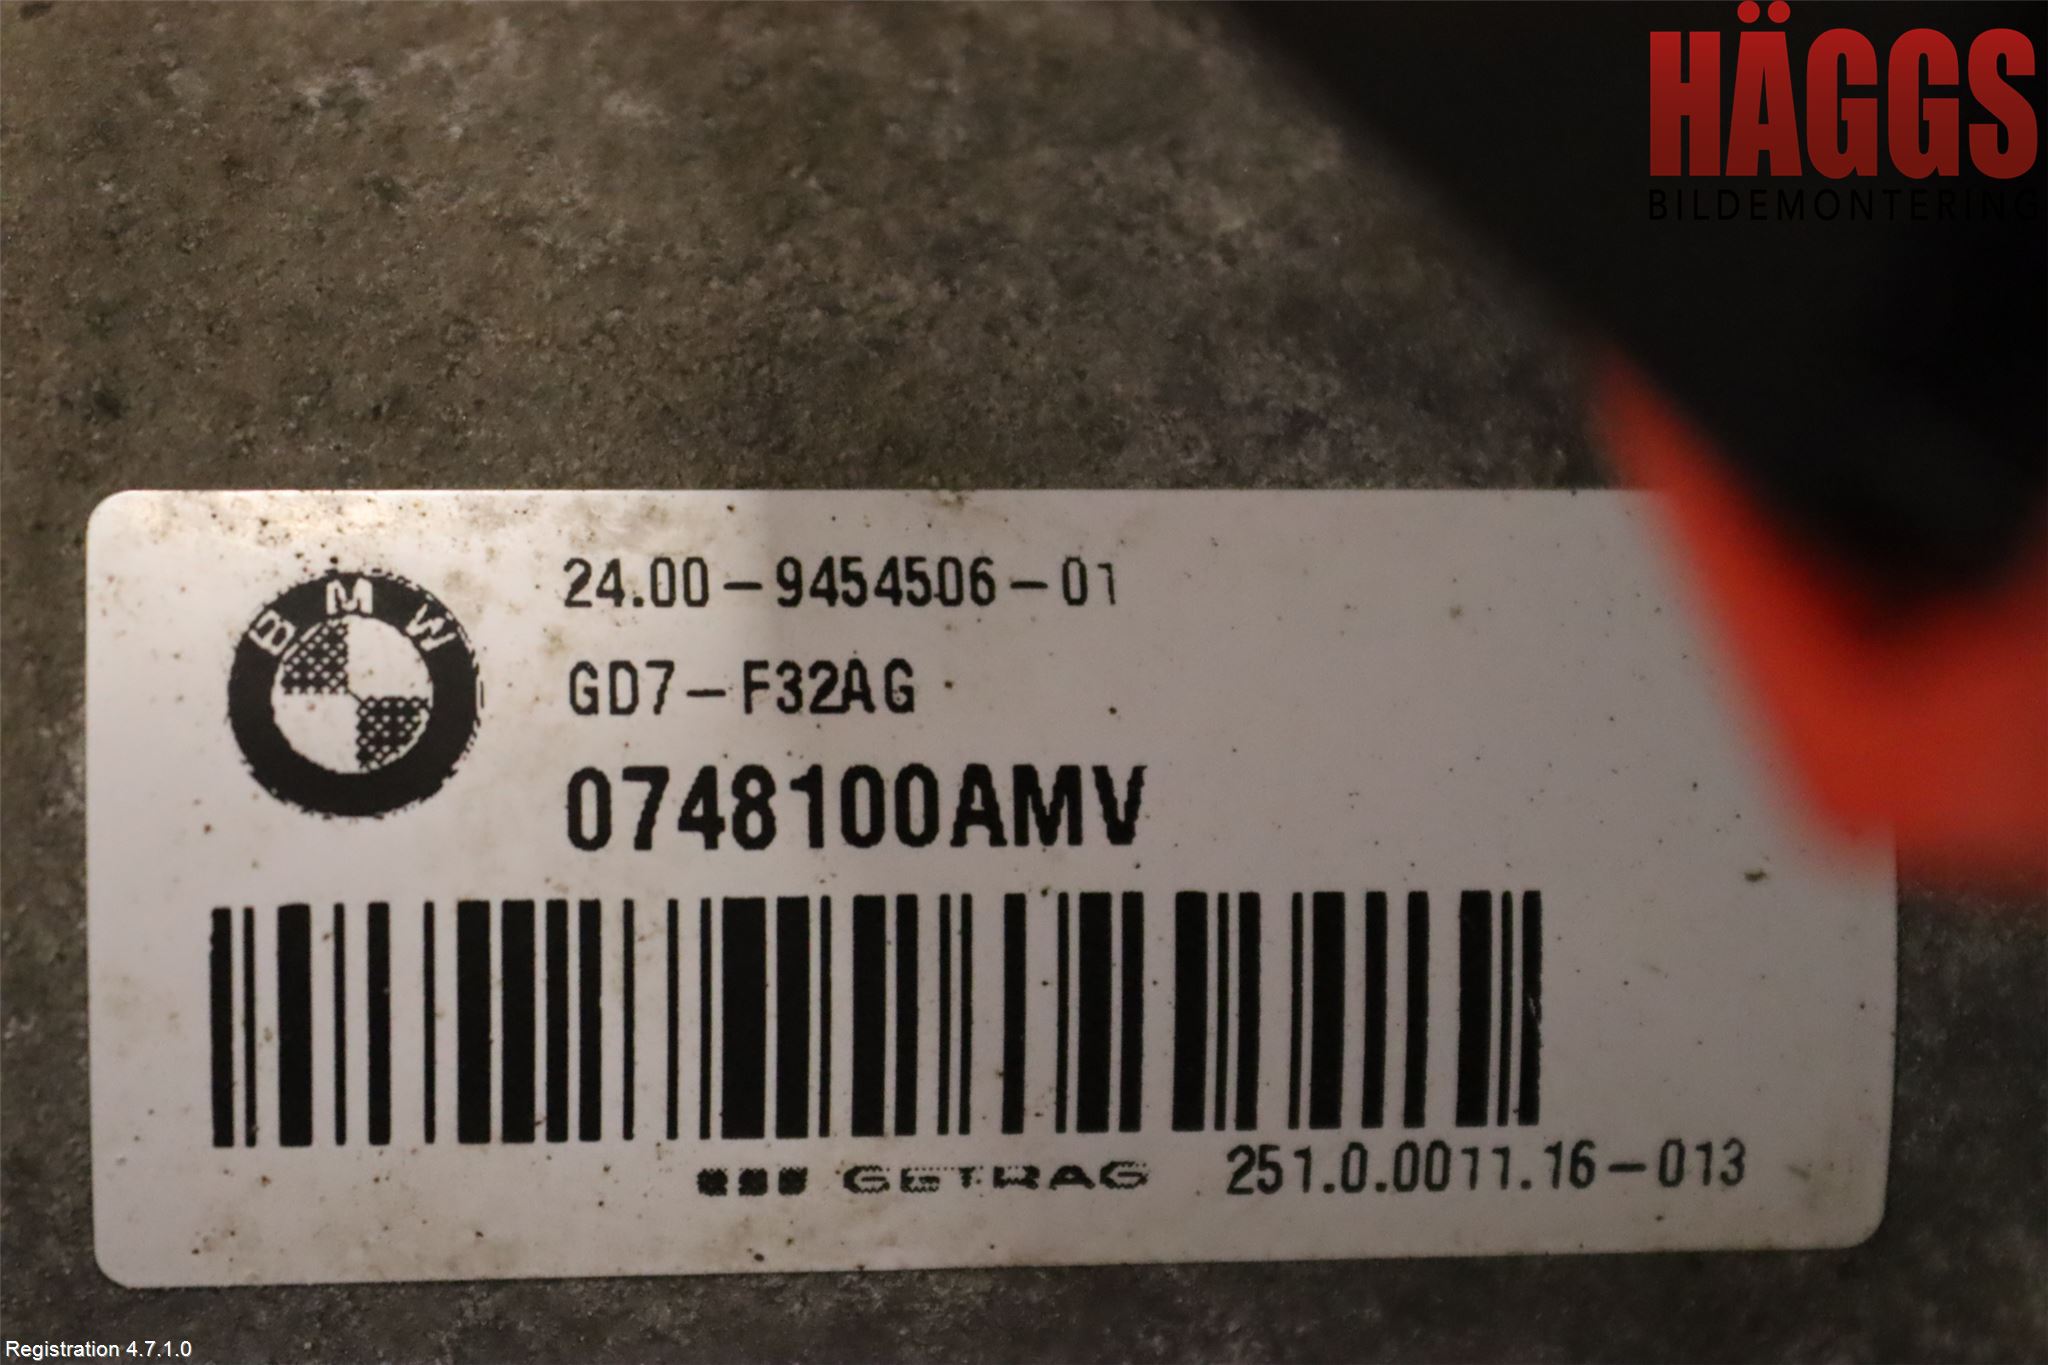 HÄGGS
BILDEMONTERING
BMW
24.00-9454506-01
GD7-F32AG
0748100AMV
GETRAG 251.0.0011.16-013
Registration 4.7.1.0